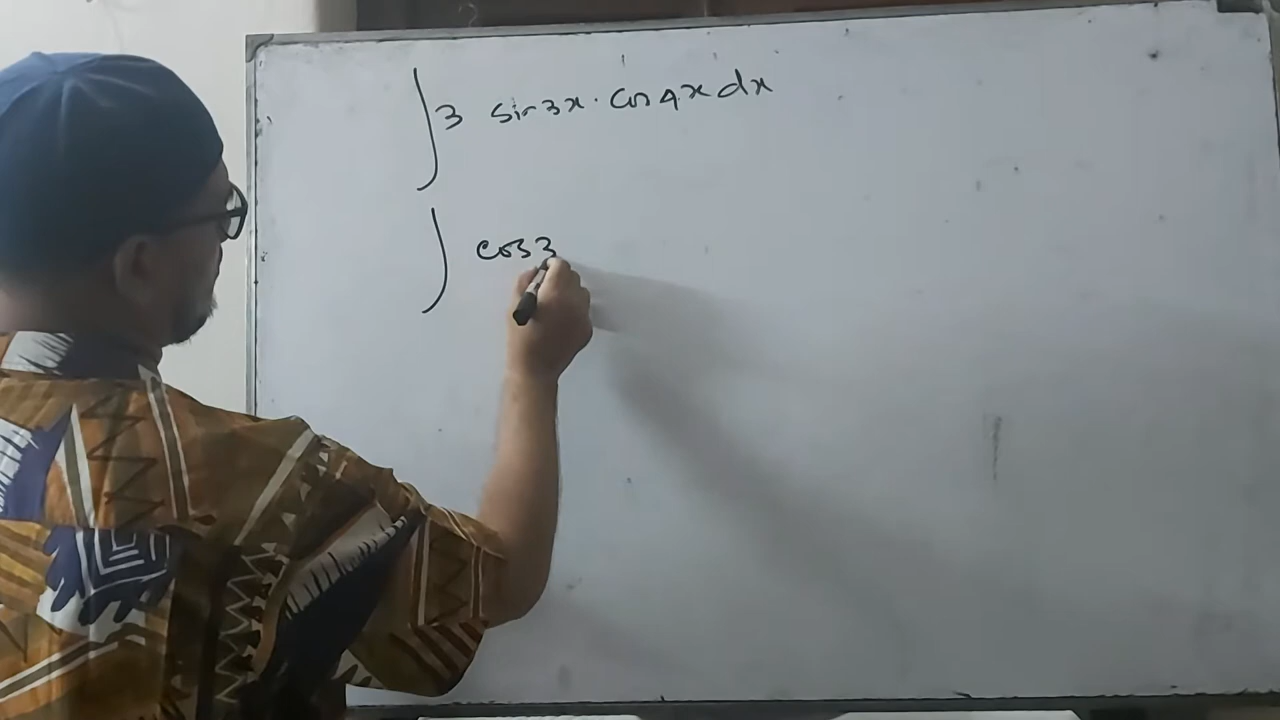 ∫3 sin3x · cos4x dx
∫ cos3